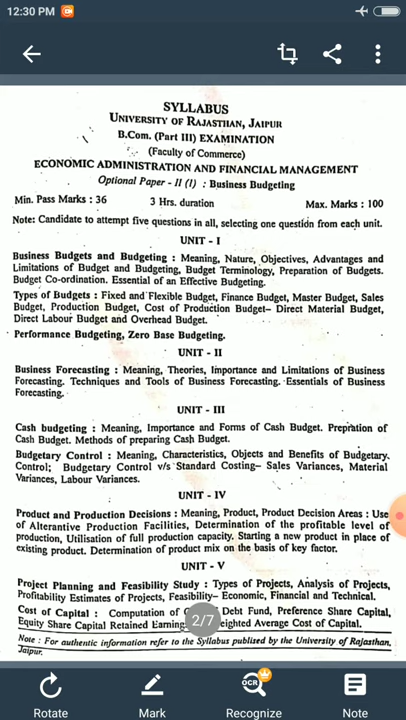 12:30 PM
SYLLABUS
UNIVERSITY OF RAJASTHAN, JAIPUR
B.Com. (Part III) EXAMINATION
(Faculty of Commerce)
ECONOMIC ADMINISTRATION AND FINANCIAL MANAGEMENT
Optional Paper - II (I) : Business Budgeting
Min. Pass Marks : 36 3 Hrs. duration Max. Marks : 100
Note: Candidate to attempt five questions in all, selecting one question from each unit.
UNIT - I
Business Budgets and Budgeting : Meaning, Nature, Objectives, Advantages and
Limitations of Budget and Budgeting, Budget Terminology, Preparation of Budgets.
Budget Co-ordination. Essential of an Effective Budgeting.
Types of Budgets : Fixed and Flexible Budget, Finance Budget, Master Budget, Sales
Budget, Production Budget, Cost of Production Budget– Direct Material Budget,
Direct Labour Budget and Overhead Budget.
Performance Budgeting, Zero Base Budgeting.
UNIT - II
Business Forecasting : Meaning, Theories, Importance and Limitations of Business
Forecasting. Techniques and Tools of Business Forecasting. Essentials of Business
Forecasting.
UNIT - III
Cash budgeting : Meaning, Importance and Forms of Cash Budget. Prepration of
Cash Budget. Methods of preparing Cash Budget.
Budgetary Control : Meaning, Characteristics, Objects and Benefits of Budgetary
Control; Budgetary Control v/s Standard Costing– Sales Variances, Material
Variances, Labour Variances.
UNIT - IV
Product and Production Decisions : Meaning, Product, Product Decision Areas : Use
of Alterantive Production Facilities, Determination of the profitable level of
production, Utilisation of full production capacity. Starting a new product in place of
existing product. Determination of product mix on the basis of key factor.
UNIT - V
Project Planning and Feasibility Study : Types of Projects, Analysis of Projects,
Profitability Estimates of Projects, Feasibility– Economic, Financial and Technical.
Cost of Capital : Computation of Debt Fund, Preference Share Capital,
Equity Share Capital Retained Earning, Average Cost of Capital.
2/7
Note : For authentic information refer to the Syllabus publised by the University of Rajasthan,
Jaipur.
OCR
Rotate Mark Recognize Note